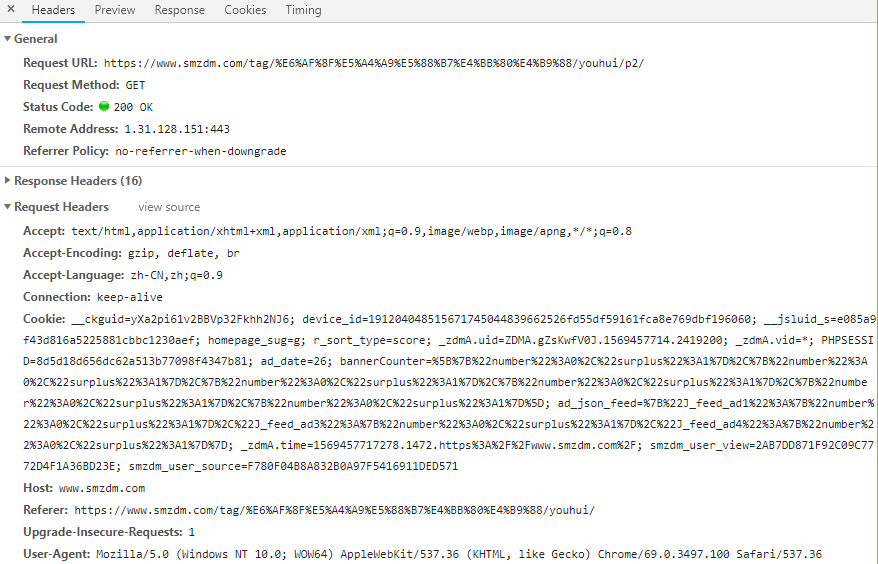 × Headers Preview Response Cookies Timing
▼ General
Request URL: https://www.smzdm.com/tag/%E6%AF%8F%E5%A4%A9%E5%88%B7%E4%BB%80%E4%B9%88/youhui/p2/
Request Method: GET
Status Code: 200 OK
Remote Address: 1.31.128.151:443
Referrer Policy: no-referrer-when-downgrade
▶ Response Headers (16)
▼ Request Headers view source
Accept: text/html,application/xhtml+xml,application/xml;q=0.9,image/webp,image/apng,*/*;q=0.8
Accept-Encoding: gzip, deflate, br
Accept-Language: zh-CN,zh;q=0.9
Connection: keep-alive
Cookie: __ckguid=yXa2pi61v2BBVp32Fkhh2NJ6; device_id=191204048515671745044839662526fd55df59161fca8e769dbf196060; __jsluid_s=e085a9
f43d816a5225881cbbc1230aef; homepage_sug=g; r_sort_type=score; _zdmA.uid=ZDMA.gZsKwfV0J.1569457714.2419200; _zdmA.vid=*; PHPSESSI
D=8d5d18d656dc62a513b77098f4347b81; ad_date=26; bannerCounter=%5B%7B%22number%22%3A0%2C%22surplus%22%3A1%7D%2C%7B%22number%22%3A
0%2C%22surplus%22%3A1%7D%2C%7B%22number%22%3A0%2C%22surplus%22%3A1%7D%2C%7B%22number%22%3A0%2C%22surplus%22%3A1%7D%2C%7B%22numbe
r%22%3A0%2C%22surplus%22%3A1%7D%2C%7B%22number%22%3A0%2C%22surplus%22%3A1%7D%5D; ad_json_feed=%7B%22J_feed_ad1%22%3A%7B%22number%
22%3A0%2C%22surplus%22%3A1%7D%2C%22J_feed_ad3%22%3A%7B%22number%22%3A0%2C%22surplus%22%3A1%7D%2C%22J_feed_ad4%22%3A%7B%22number%2
2%3A0%2C%22surplus%22%3A1%7D%7D; _zdmA.time=1569457717278.1472.https%3A%2F%2Fwww.smzdm.com%2F; smzdm_user_view=2AB7DD871F92C09C77
72D4F1A36BD23E; smzdm_user_source=F780F04B8A832B0A97F5416911DED571
Host: www.smzdm.com
Referer: https://www.smzdm.com/tag/%E6%AF%8F%E5%A4%A9%E5%88%B7%E4%BB%80%E4%B9%88/youhui/
Upgrade-Insecure-Requests: 1
User-Agent: Mozilla/5.0 (Windows NT 10.0; WOW64) AppleWebKit/537.36 (KHTML, like Gecko) Chrome/69.0.3497.100 Safari/537.36